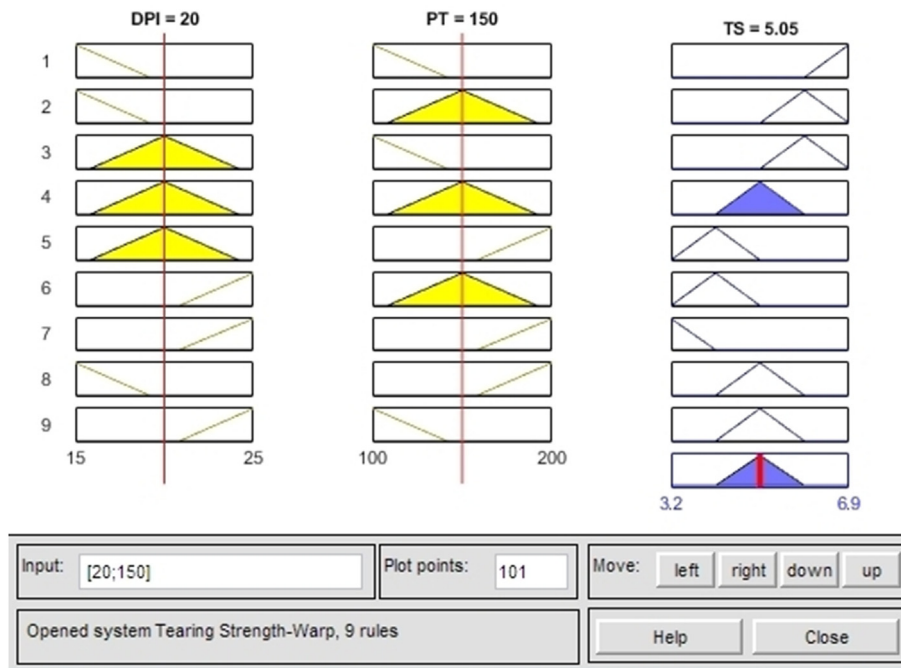 DPI = 20 PT = 150 TS = 5.05
1
2
3
4
5
6
7
8
9
15 25 100 200
3.2 6.9
Input: [20;150] Plot points: 101 Move: left right down up
Opened system Tearing Strength-Warp, 9 rules Help Close